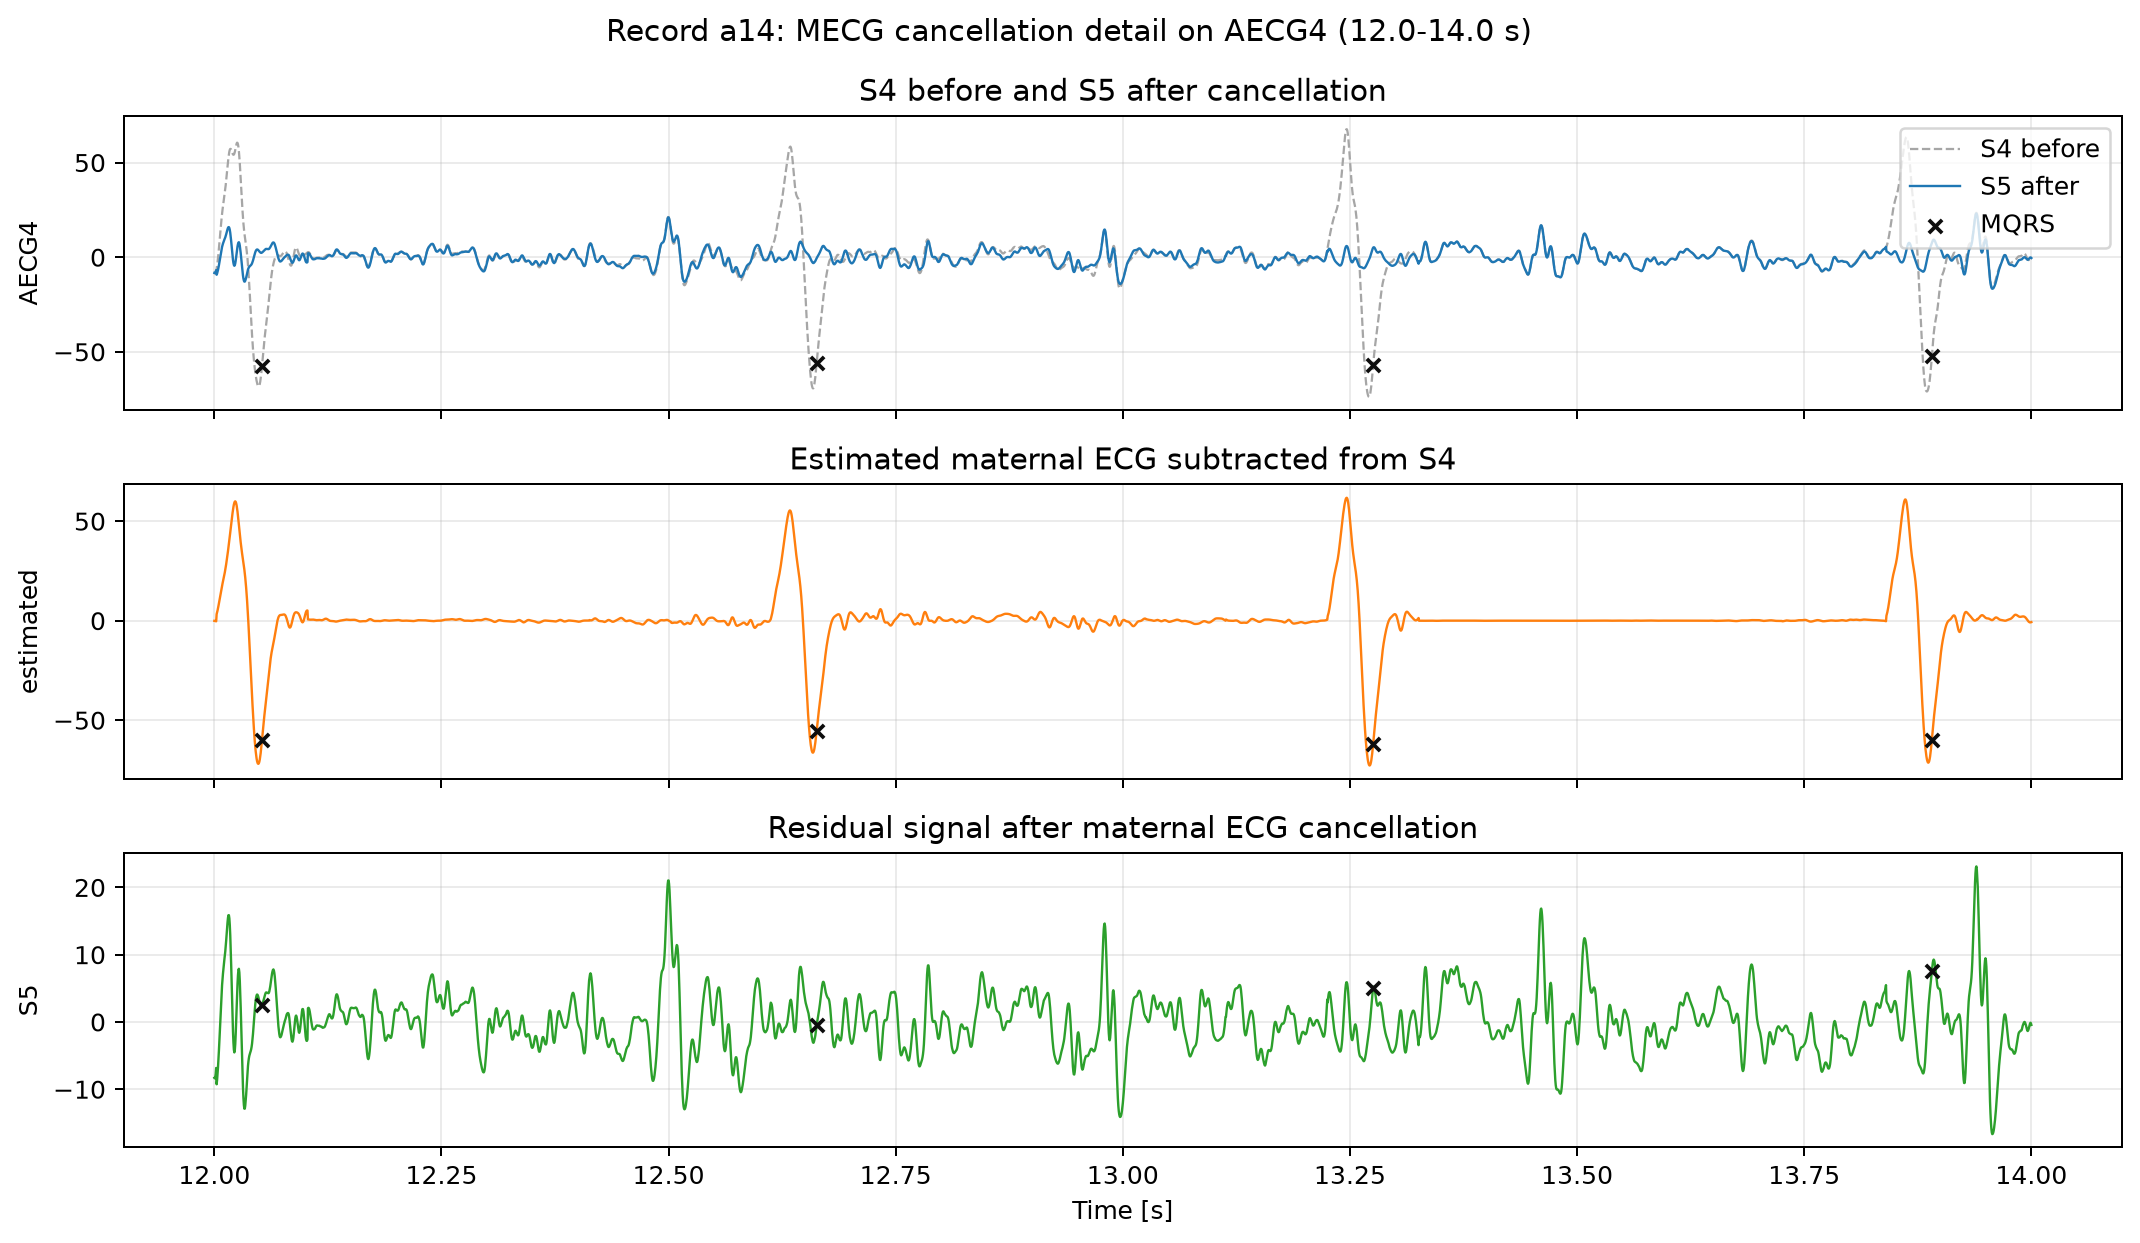 Record a14: MECG cancellation detail on AECG4 (12.0-14.0 s)
S4 before and S5 after cancellation
AECG4
50
0
−50
S4 before
S5 after
MQRS
Estimated maternal ECG subtracted from S4
estimated
50
0
−50
Residual signal after maternal ECG cancellation
S5
20
10
0
−10
12.00 12.25 12.50 12.75 13.00 13.25 13.50 13.75 14.00
Time [s]